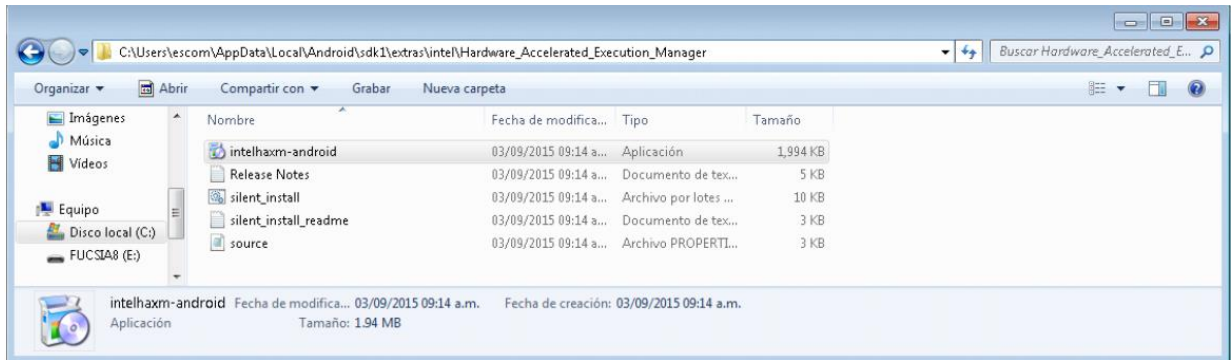 C:\Users\escom\AppData\Local\Android\sdk1\extras\intel\Hardware_Accelerated_Execution_Manager
Buscar Hardware_Accelerated_E...
Organizar Abrir Compartir con Grabar Nueva carpeta
Imágenes
Música
Vídeos
Equipo
Disco local (C:)
FUCSIA8 (E:)
Nombre Fecha de modifica... Tipo Tamaño
intelhaxm-android 03/09/2015 09:14 a... Aplicación 1,994 KB
Release Notes 03/09/2015 09:14 a... Documento de tex... 5 KB
silent_install 03/09/2015 09:14 a... Archivo por lotes ... 10 KB
silent_install_readme 03/09/2015 09:14 a... Documento de tex... 3 KB
source 03/09/2015 09:14 a... Archivo PROPERTI... 3 KB
intelhaxm-android Fecha de modifica... 03/09/2015 09:14 a.m. Fecha de creación: 03/09/2015 09:14 a.m.
Aplicación Tamaño: 1.94 MB